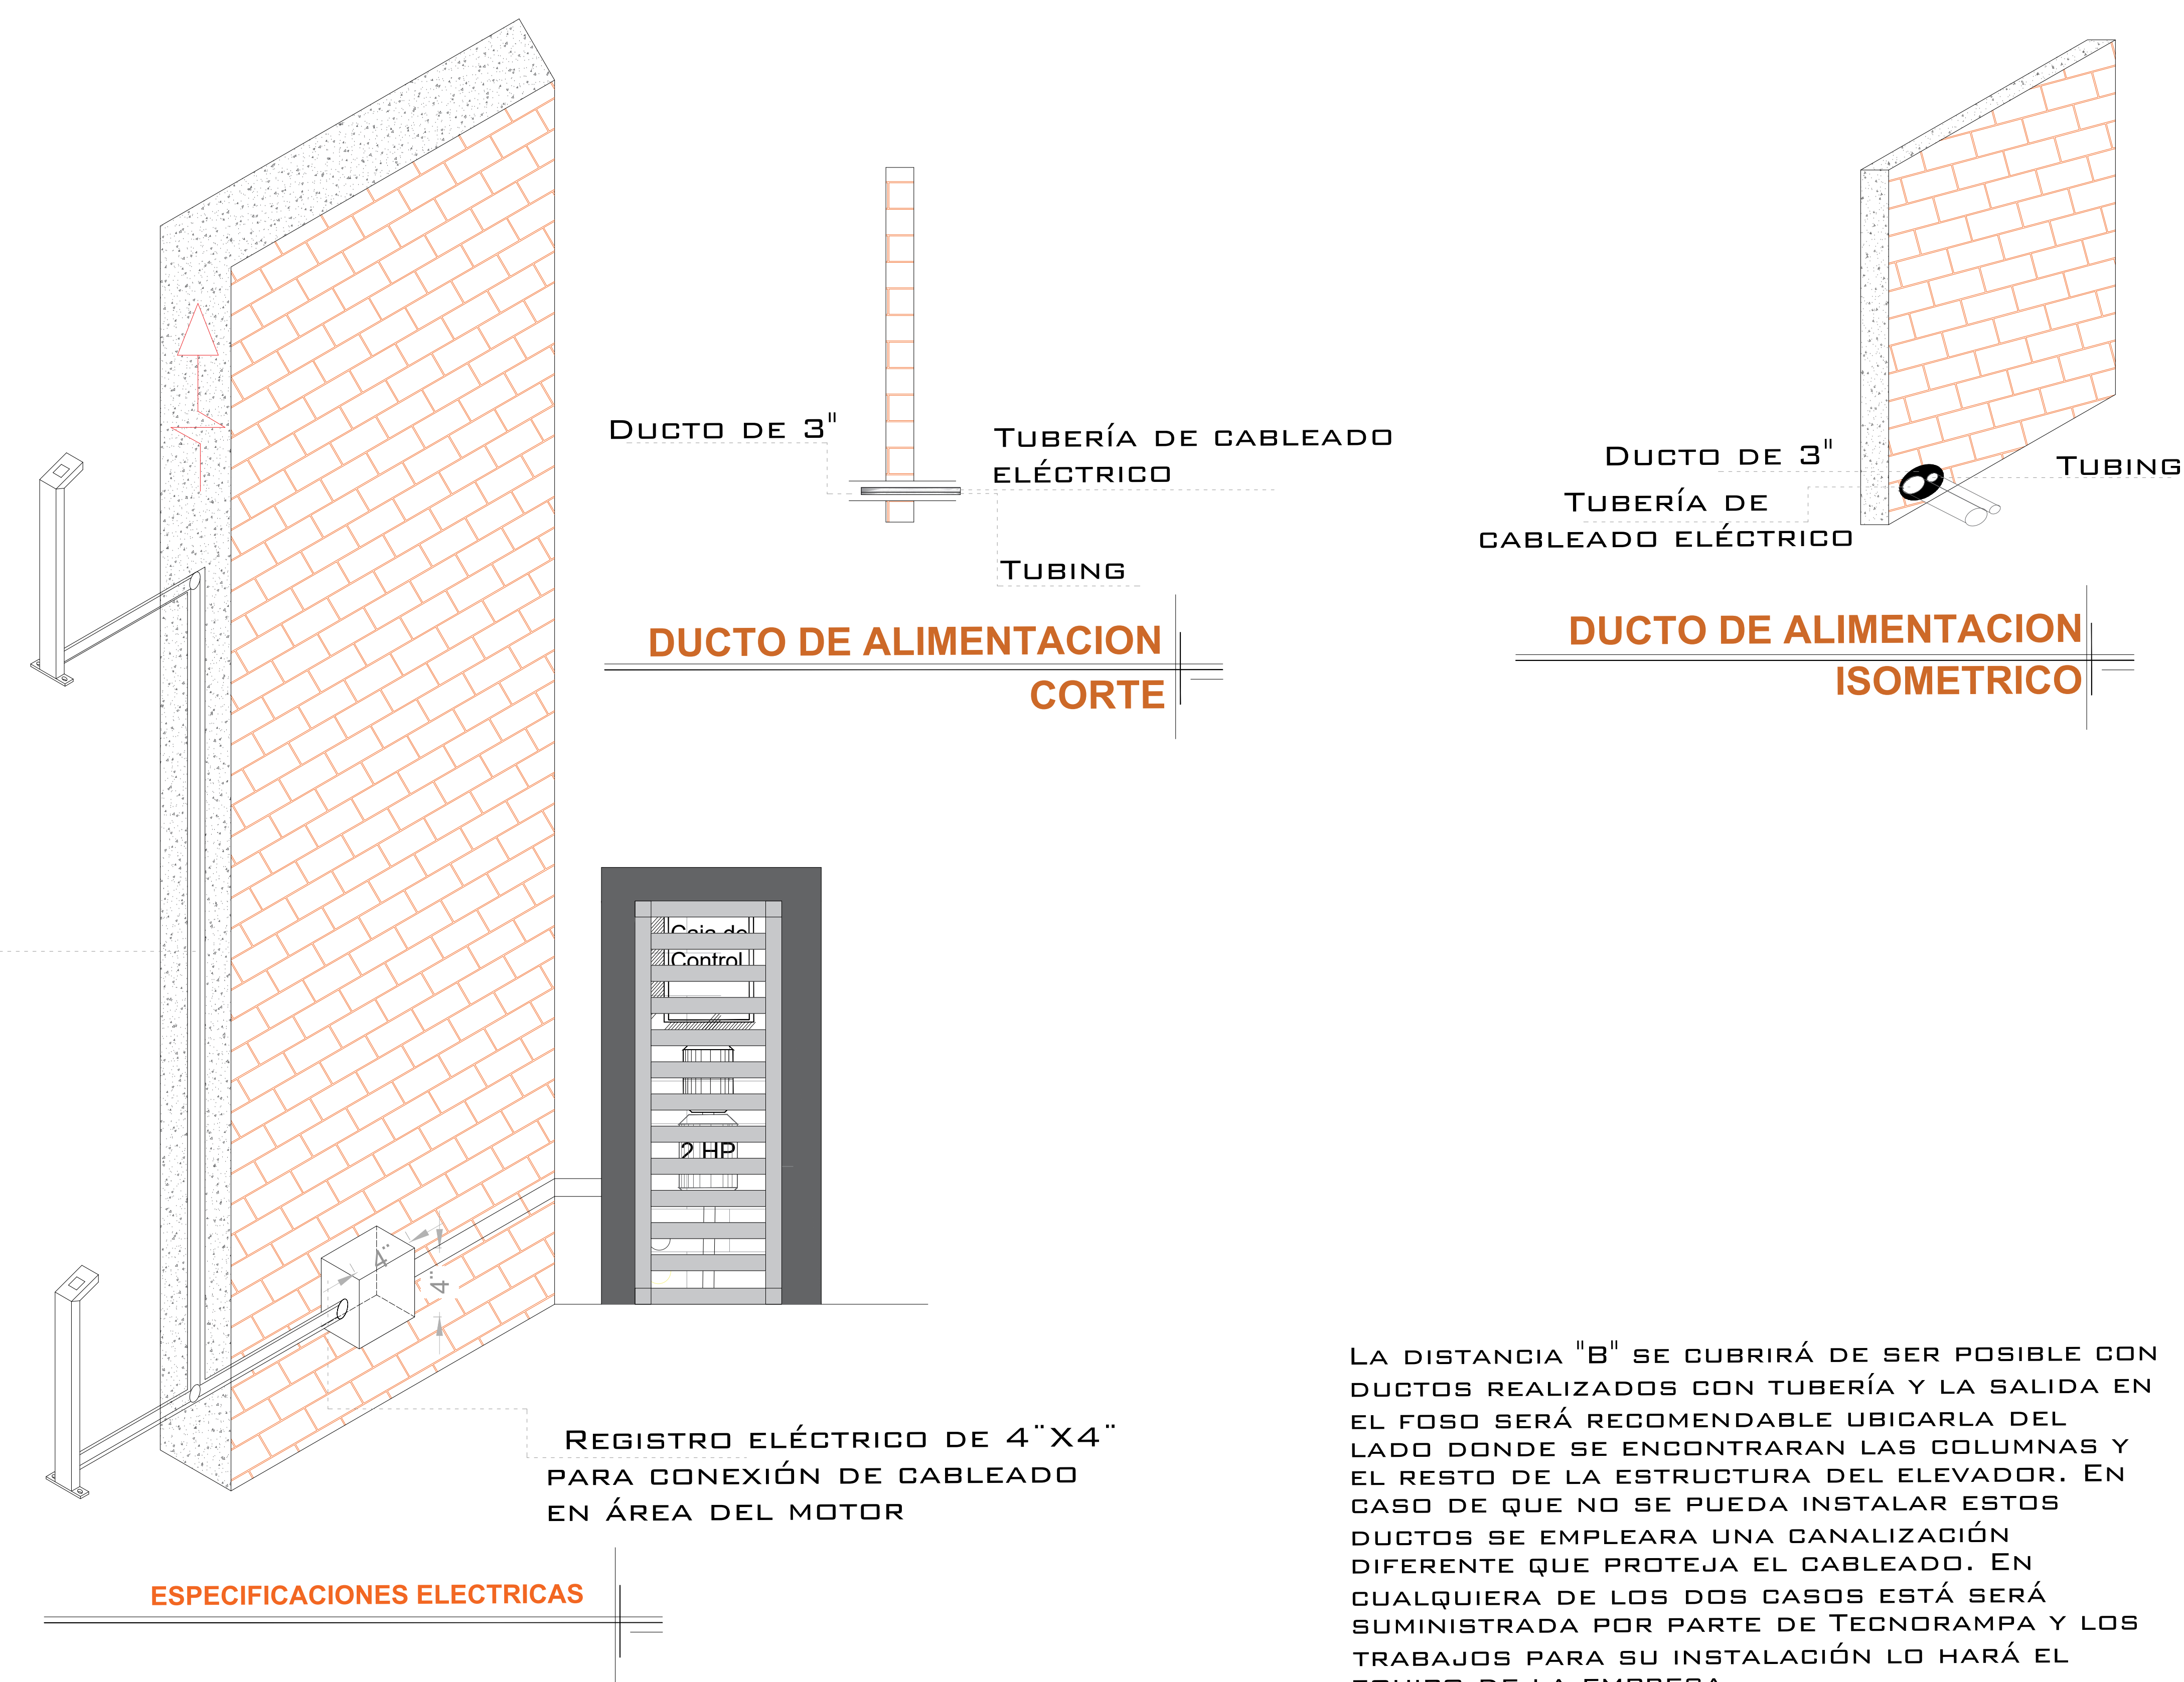 DUCTO DE 3"
TUBERÍA DE CABLEADO
ELÉCTRICO
TUBING
DUCTO DE ALIMENTACION
CORTE
DUCTO DE 3"
TUBERÍA DE
CABLEADO ELÉCTRICO
TUBING
DUCTO DE ALIMENTACION
ISOMETRICO
Caja de
Control
2 HP
4¨
4¨
REGISTRO ELÉCTRICO DE 4¨X4¨
PARA CONEXIÓN DE CABLEADO
EN ÁREA DEL MOTOR
ESPECIFICACIONES ELECTRICAS
LA DISTANCIA "B" SE CUBRIRÁ DE SER POSIBLE CON
DUCTOS REALIZADOS CON TUBERÍA Y LA SALIDA EN
EL FOSO SERÁ RECOMENDABLE UBICARLA DEL
LADO DONDE SE ENCONTRARAN LAS COLUMNAS Y
EL RESTO DE LA ESTRUCTURA DEL ELEVADOR. EN
CASO DE QUE NO SE PUEDA INSTALAR ESTOS
DUCTOS SE EMPLEARA UNA CANALIZACIÓN
DIFERENTE QUE PROTEJA EL CABLEADO. EN
CUALQUIERA DE LOS DOS CASOS ESTÁ SERÁ
SUMINISTRADA POR PARTE DE TECNORAMPA Y LOS
TRABAJOS PARA SU INSTALACIÓN LO HARÁ EL
EQUIPO DE LA EMPRESA